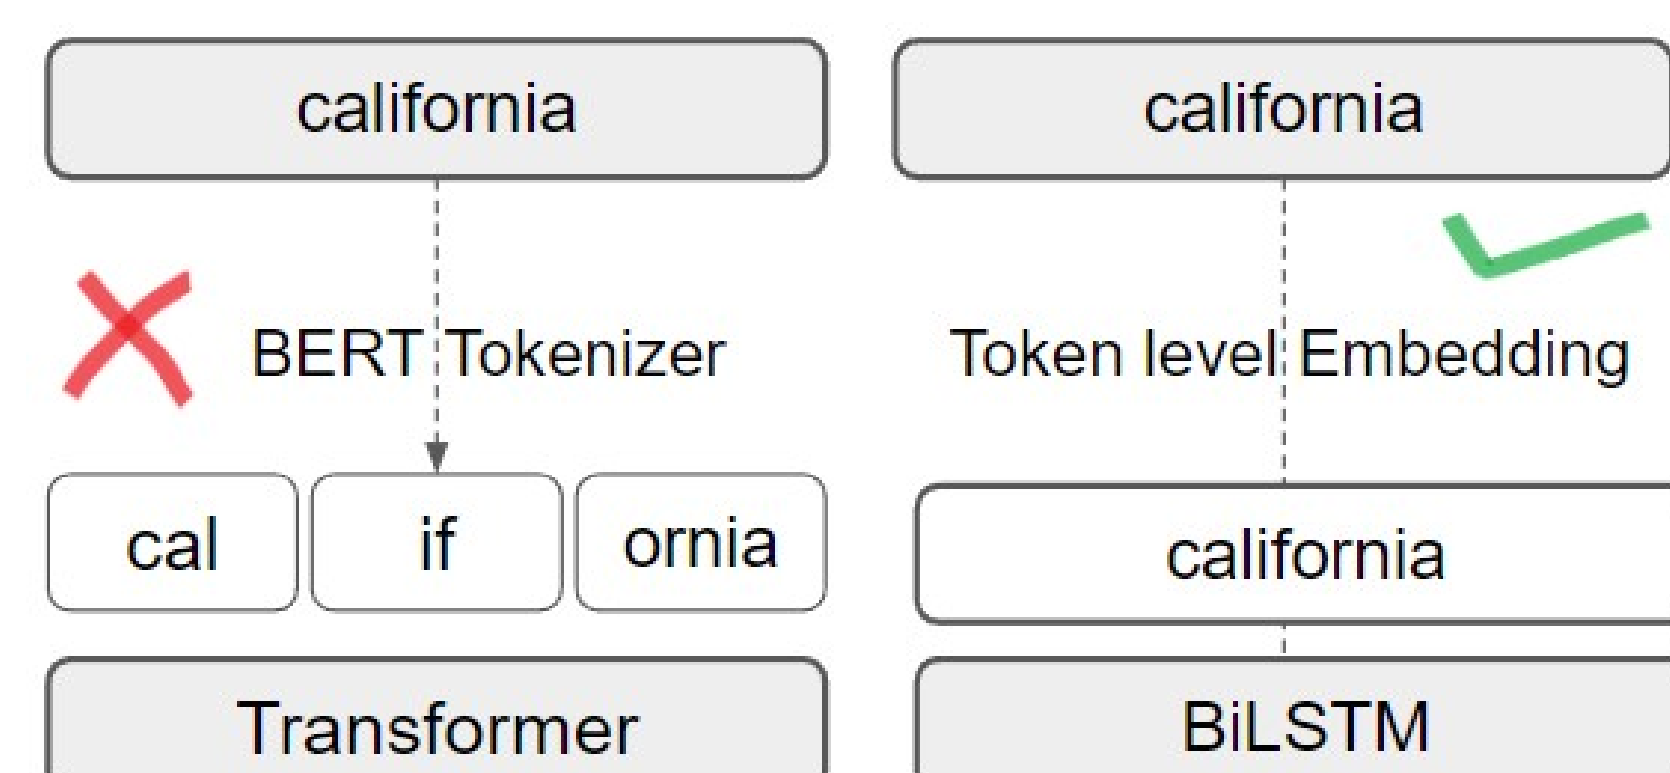 california
BERT Tokenizer
cal
if
ornia
Transformer
california
Token level Embedding
california
BiLSTM